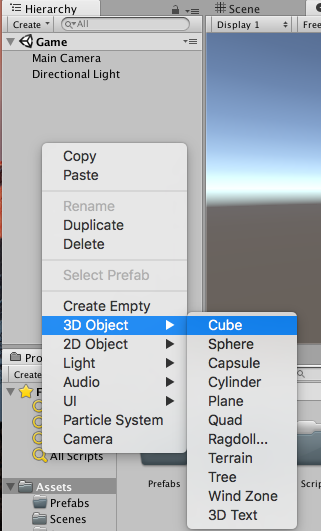 Hierarchy
Scene
Create
All
Display 1
Free
Game
Main Camera
Directional Light
Copy
Paste
Rename
Duplicate
Delete
Select Prefab
Create Empty
3D Object
2D Object
Light
Audio
UI
Particle System
Camera
Cube
Sphere
Capsule
Cylinder
Plane
Quad
Ragdoll...
Terrain
Tree
Wind Zone
3D Text
Pro
Create
F
All Scripts
Assets
Prefabs
Scenes
Prefabs
Scrip